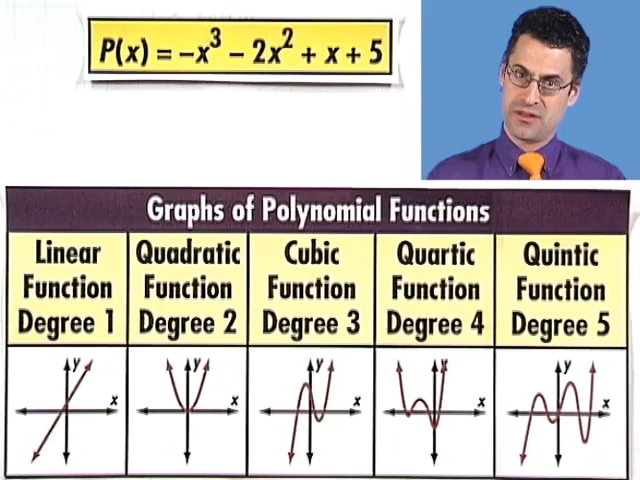 P(x) = –x³ – 2x² + x + 5
Graphs of Polynomial Functions
Linear Function Degree 1
Quadratic Function Degree 2
Cubic Function Degree 3
Quartic Function Degree 4
Quintic Function Degree 5
y x
y x
y x
y x
y x